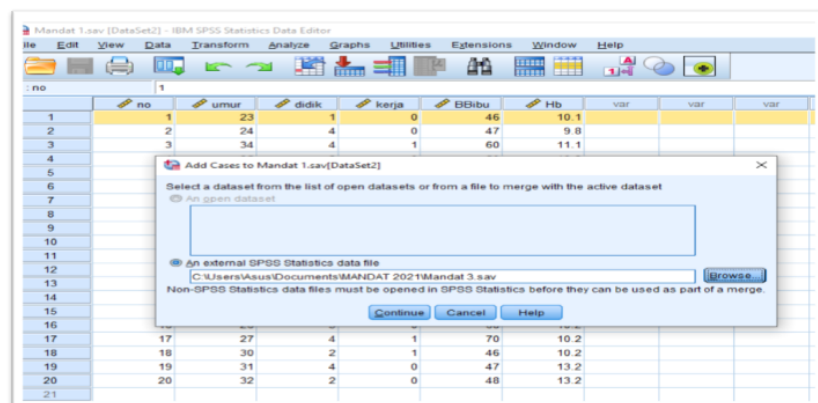 Mandat 1.sav [DataSet2] - IBM SPSS Statistics Data Editor
ile Edit View Data Transform Analyze Graphs Utilities Extensions Window Help
: no 1
no umur didik kerja BBibu Hb var var var
1 1 23 1 0 46 10.1
2 2 24 4 0 47 9.8
3 3 34 4 1 60 11.1
4
Add Cases to Mandat 1.sav[DataSet2]
5
6 Select a dataset from the list of open datasets or from a file to merge with the active dataset
7 An open dataset
8
9
10
11
12 An external SPSS Statistics data file
13 C:\Users\Asus\Documents\MANDAT 2021\Mandat 3.sav Browse...
14 Non-SPSS Statistics data files must be opened in SPSS Statistics before they can be used as part of a merge.
15 Continue Cancel Help
16
17 17 27 4 1 70 10.2
18 18 30 2 1 46 10.2
19 19 31 4 0 47 13.2
20 20 32 2 0 48 13.2
21